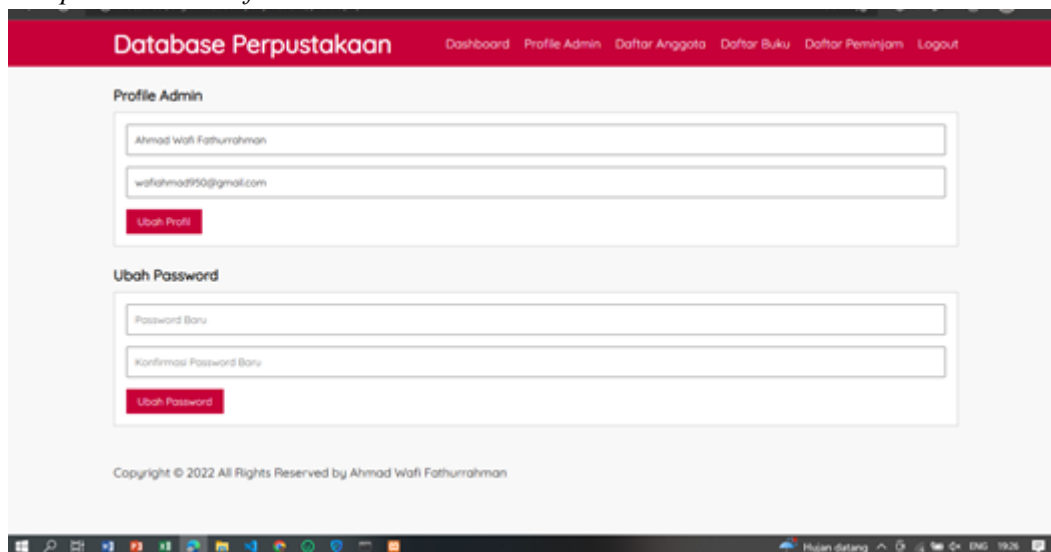 Database Perpustakaan
Dashboard Profile Admin Daftar Anggota Daftar Buku Daftar Peminjam Logout
Profile Admin
Ahmad Wafi Fathurrahman
wafiahmad950@gmail.com
Ubah Profil
Ubah Password
Password Baru
Konfirmasi Password Baru
Ubah Password
Copyright © 2022 All Rights Reserved by Ahmad Wafi Fathurrahman
Hujan datang ENG 19.26